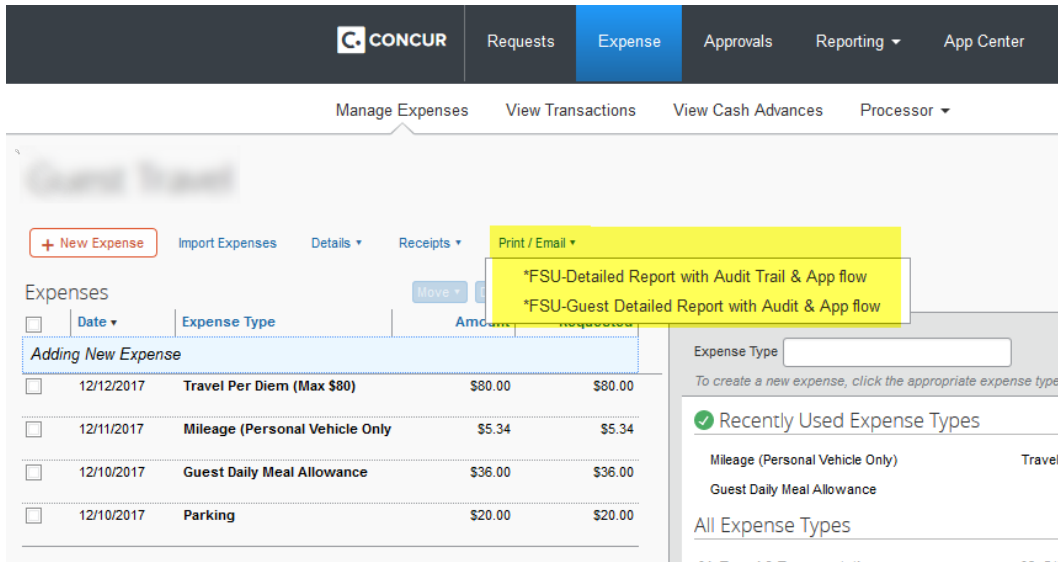 CONCUR Requests Expense Approvals Reporting App Center
Manage Expenses View Transactions View Cash Advances Processor
Guest Travel
+ New Expense Import Expenses Details Receipts Print / Email
*FSU-Detailed Report with Audit Trail & App flow
*FSU-Guest Detailed Report with Audit & App flow
Expenses Move
Date Expense Type Amount Requested
Adding New Expense
12/12/2017 Travel Per Diem (Max $80) $80.00 $80.00
12/11/2017 Mileage (Personal Vehicle Only $5.34 $5.34
12/10/2017 Guest Daily Meal Allowance $36.00 $36.00
12/10/2017 Parking $20.00 $20.00
Expense Type
To create a new expense, click the appropriate expense type
Recently Used Expense Types
Mileage (Personal Vehicle Only) Travel
Guest Daily Meal Allowance
All Expense Types